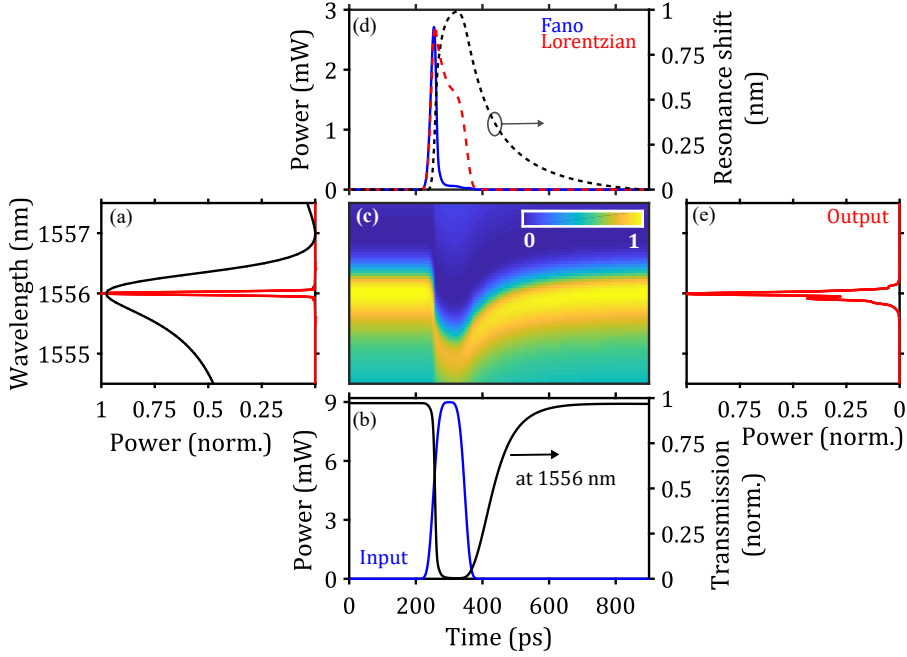 (d)
Fano
Lorentzian
3
2
1
0
Power (mW)
1
0.75
0.5
0.25
0
Resonance shift
(nm)
(a)
1557
1556
1555
Wavelength (nm)
1 0.75 0.5 0.25
Power (norm.)
(c)
0 1
(e)
Output
1 0.75 0.5 0.25 0
Power (norm.)
(b)
9
6
3
0
Power (mW)
at 1556 nm
Input
1
0.75
0.5
0.25
0
Transmission
(norm.)
0 200 400 600 800
Time (ps)